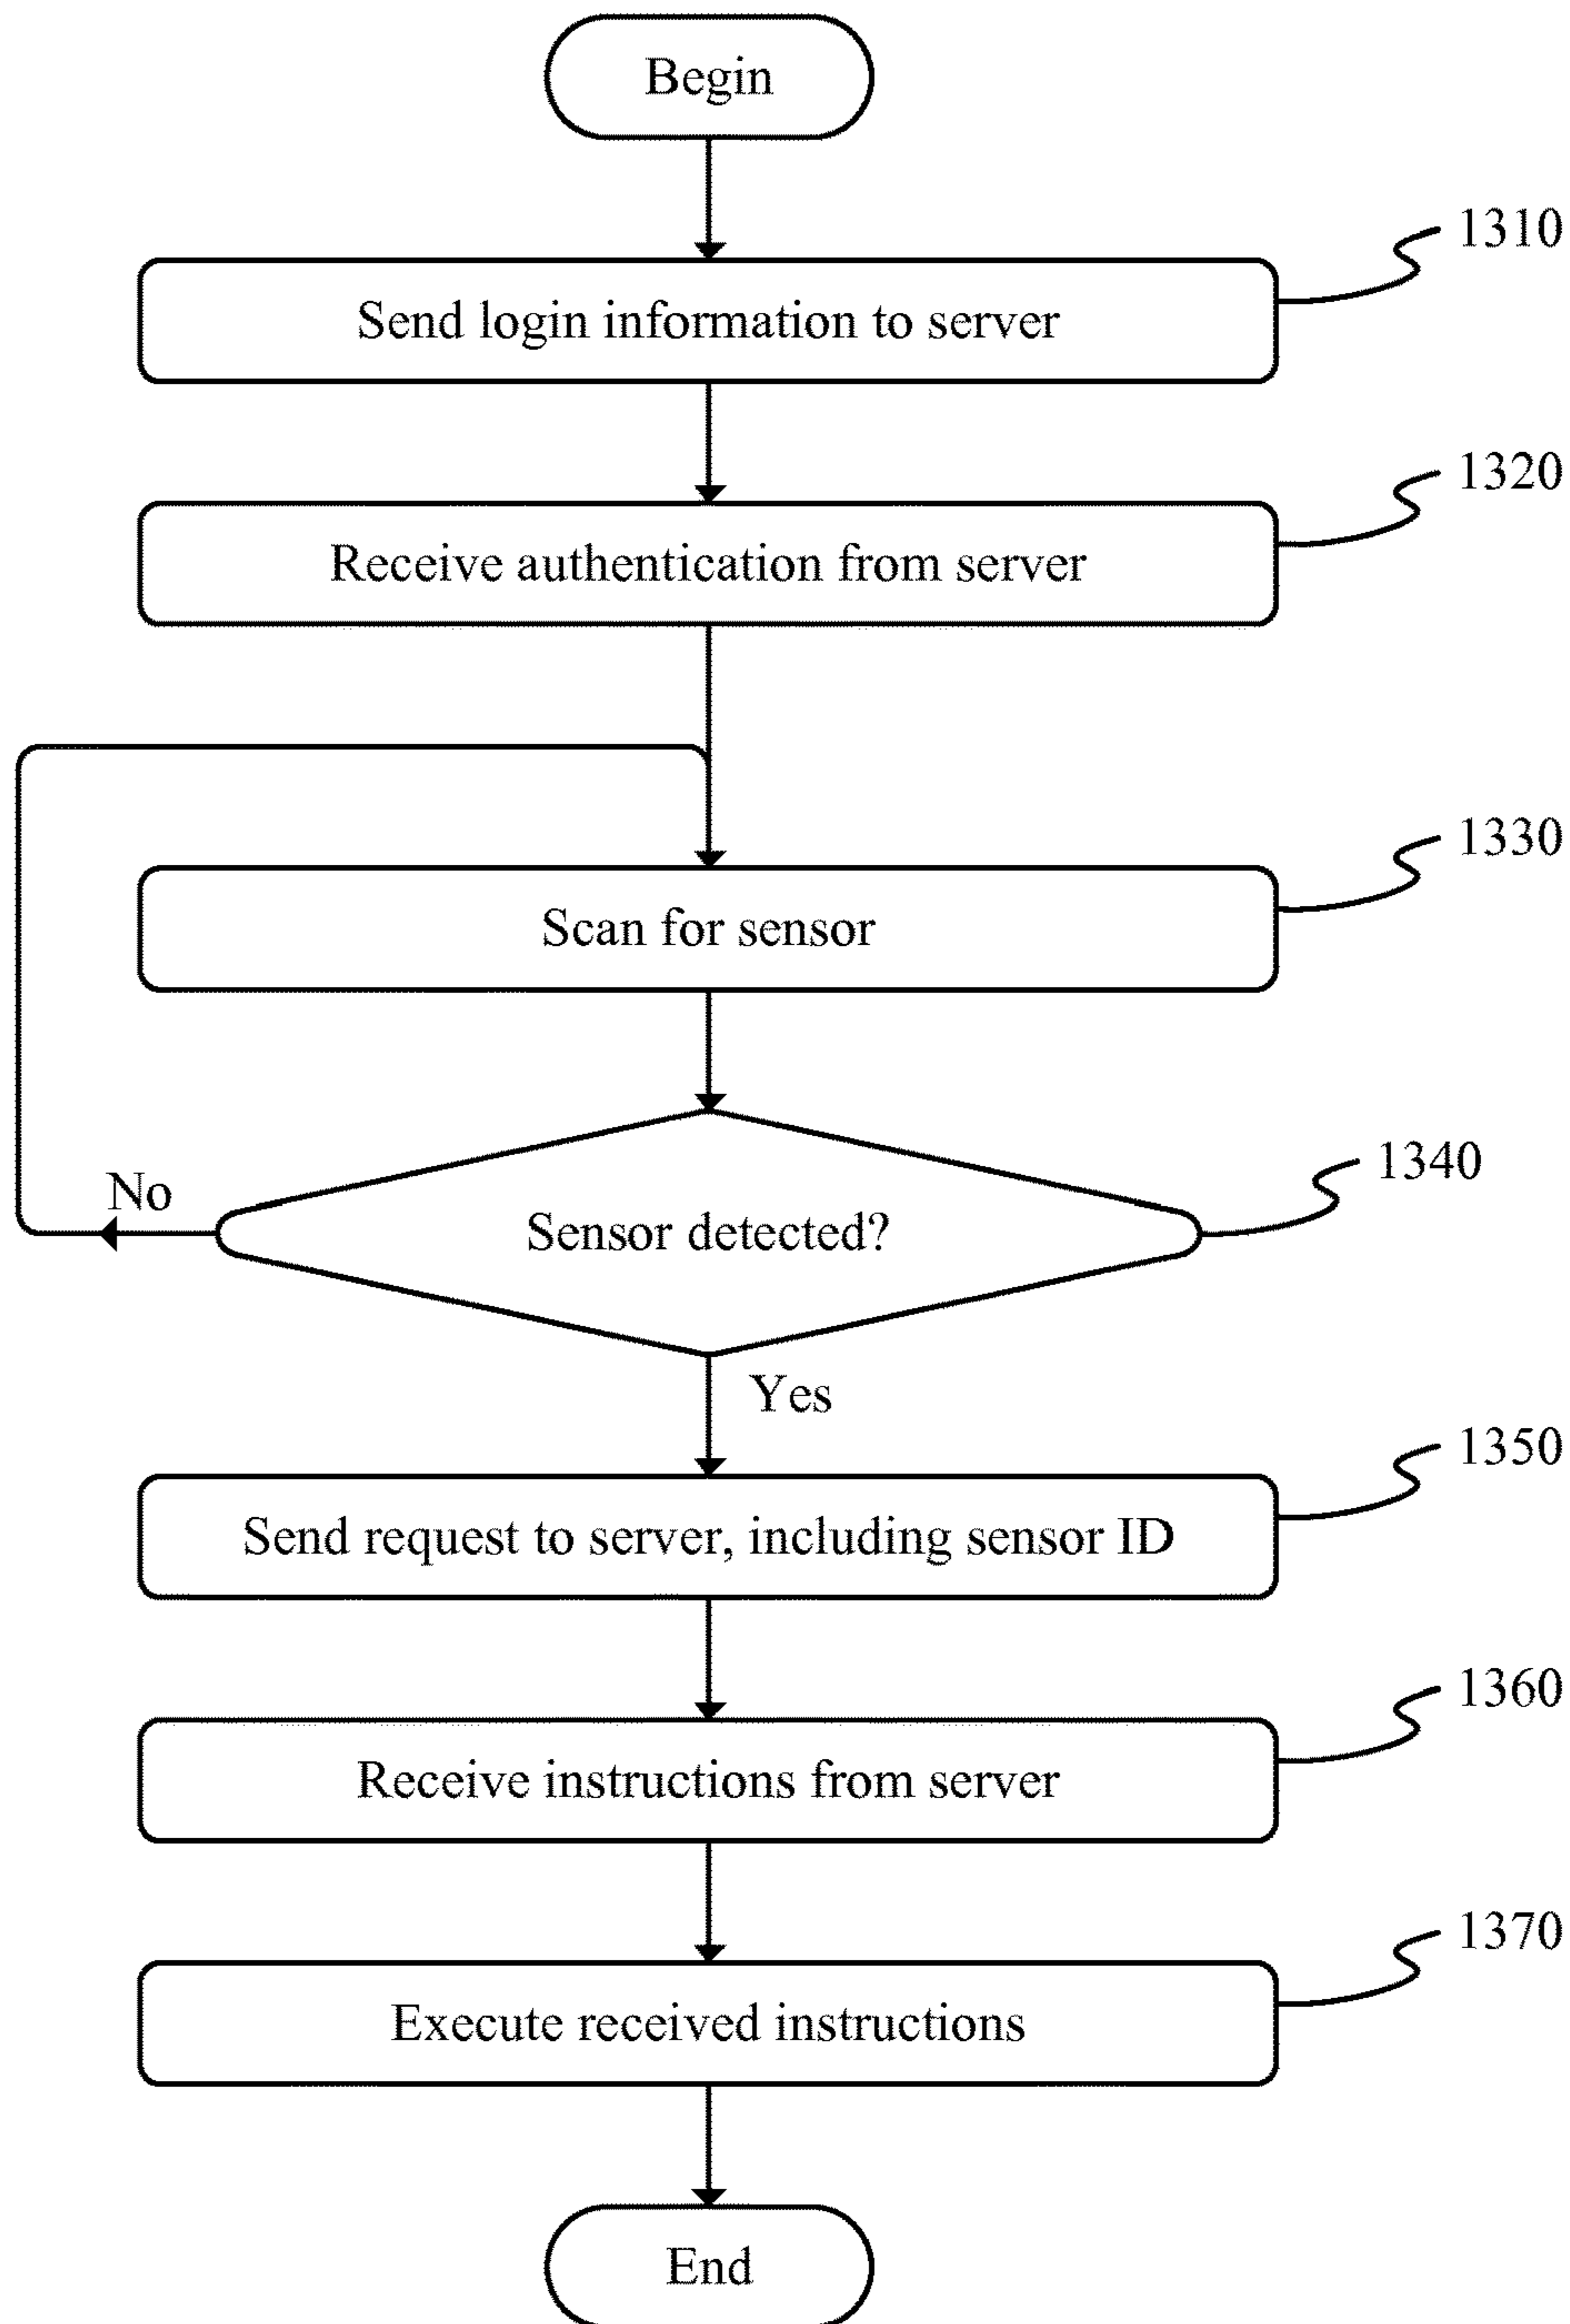 Begin
1310
Send login information to server
1320
Receive authentication from server
1330
Scan for sensor
1340
No
Sensor detected?
Yes
1350
Send request to server, including sensor ID
1360
Receive instructions from server
1370
Execute received instructions
End